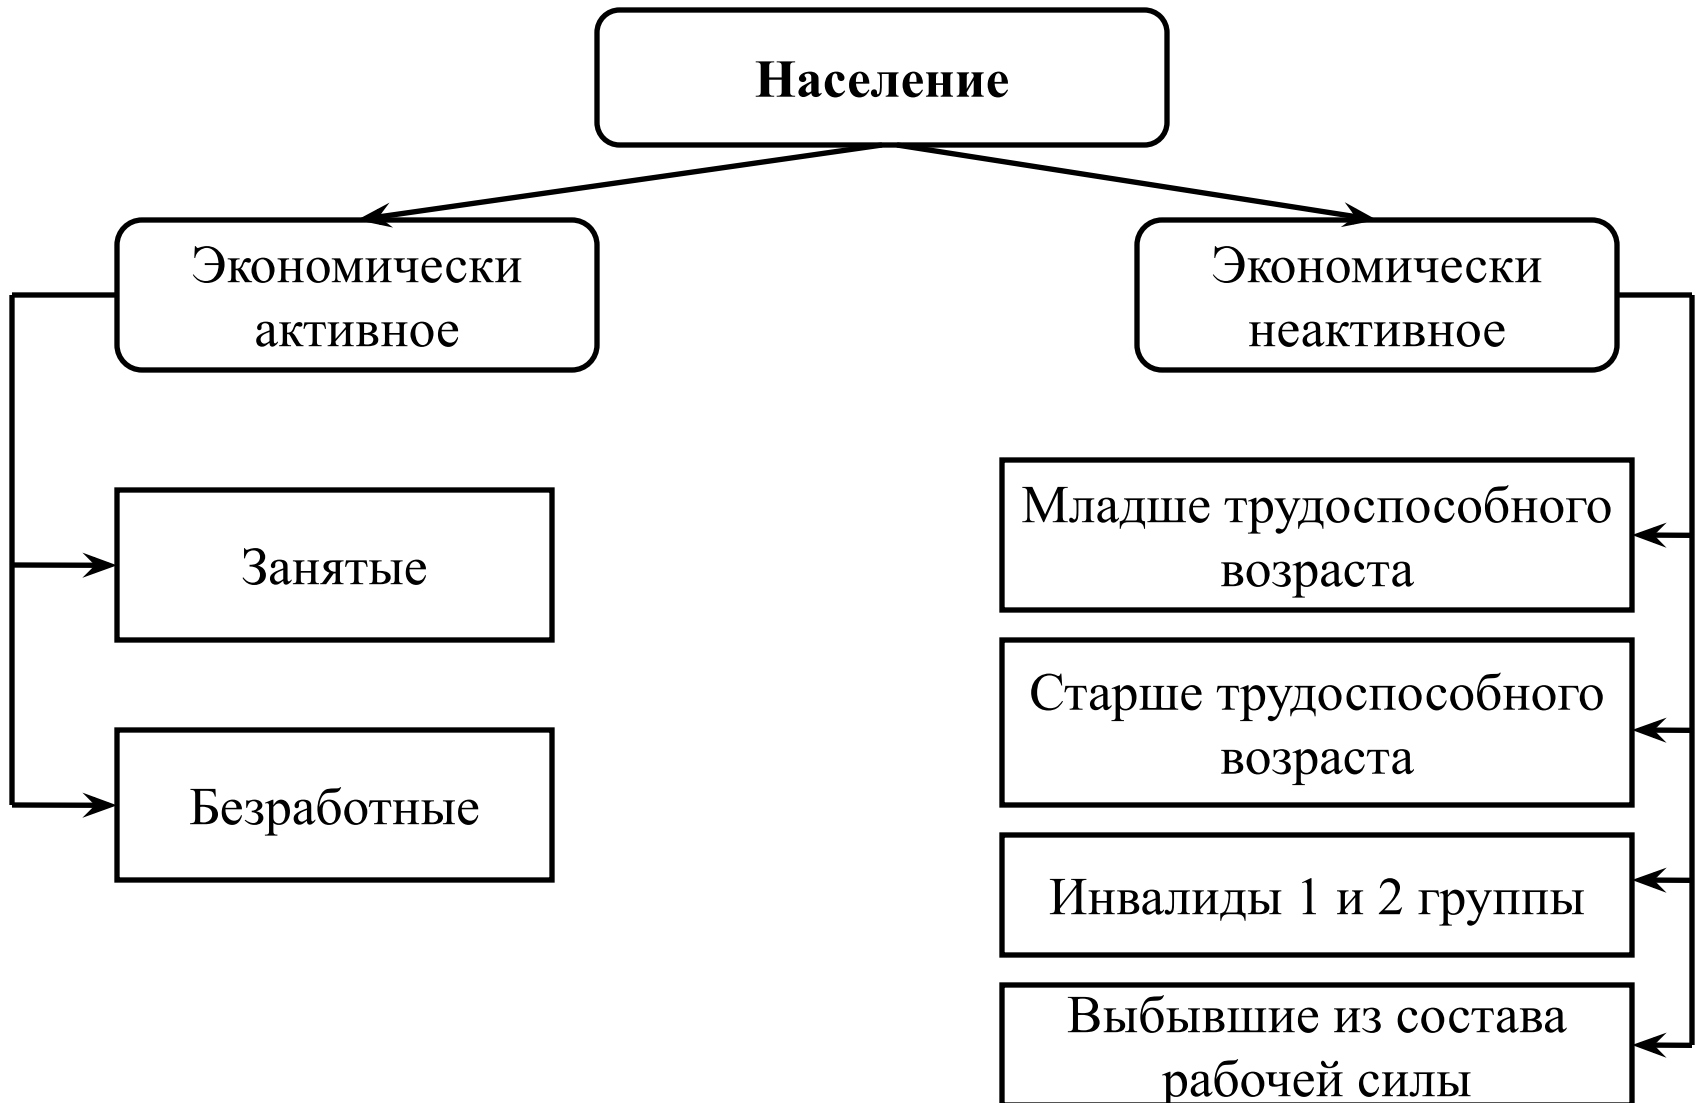 Население
Экономически
активное
Экономически
неактивное
Занятые
Безработные
Младше трудоспособного
возраста
Старше трудоспособного
возраста
Инвалиды 1 и 2 группы
Выбывшие из состава
рабочей силы